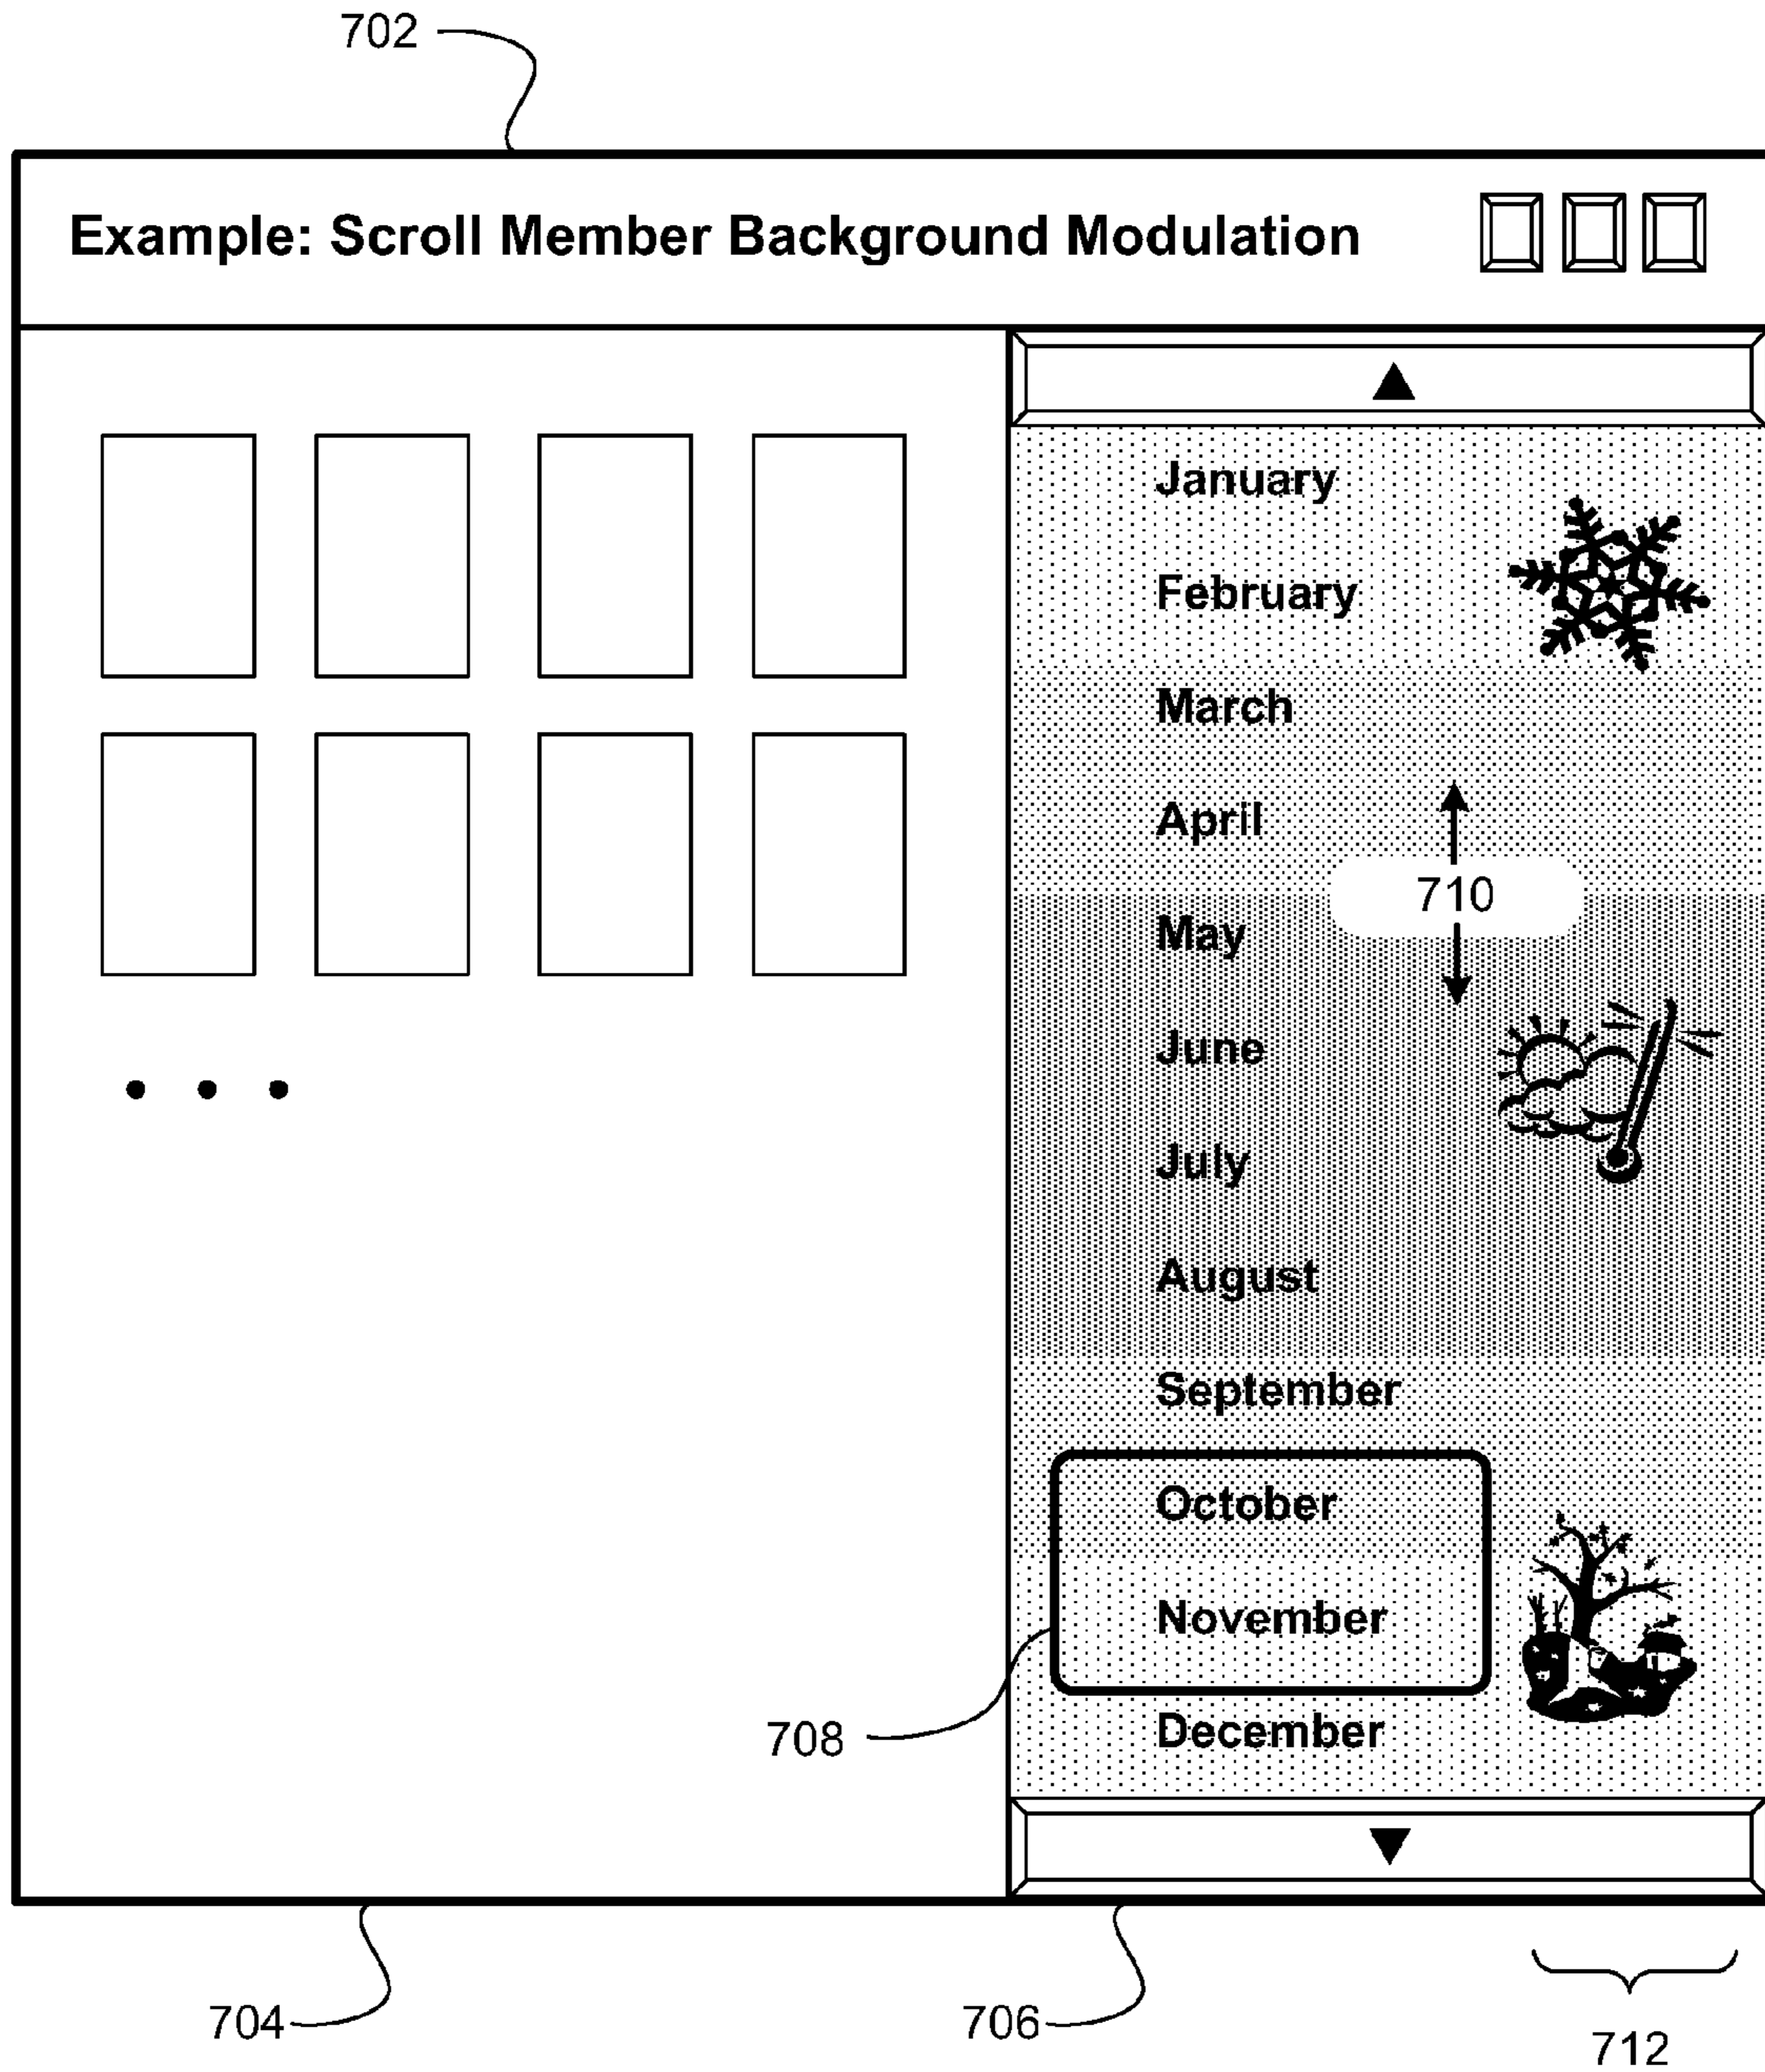 702
Example: Scroll Member Background Modulation
January
February
March
April
710
May
June
July
August
September
October
November
708
December
704
706
712